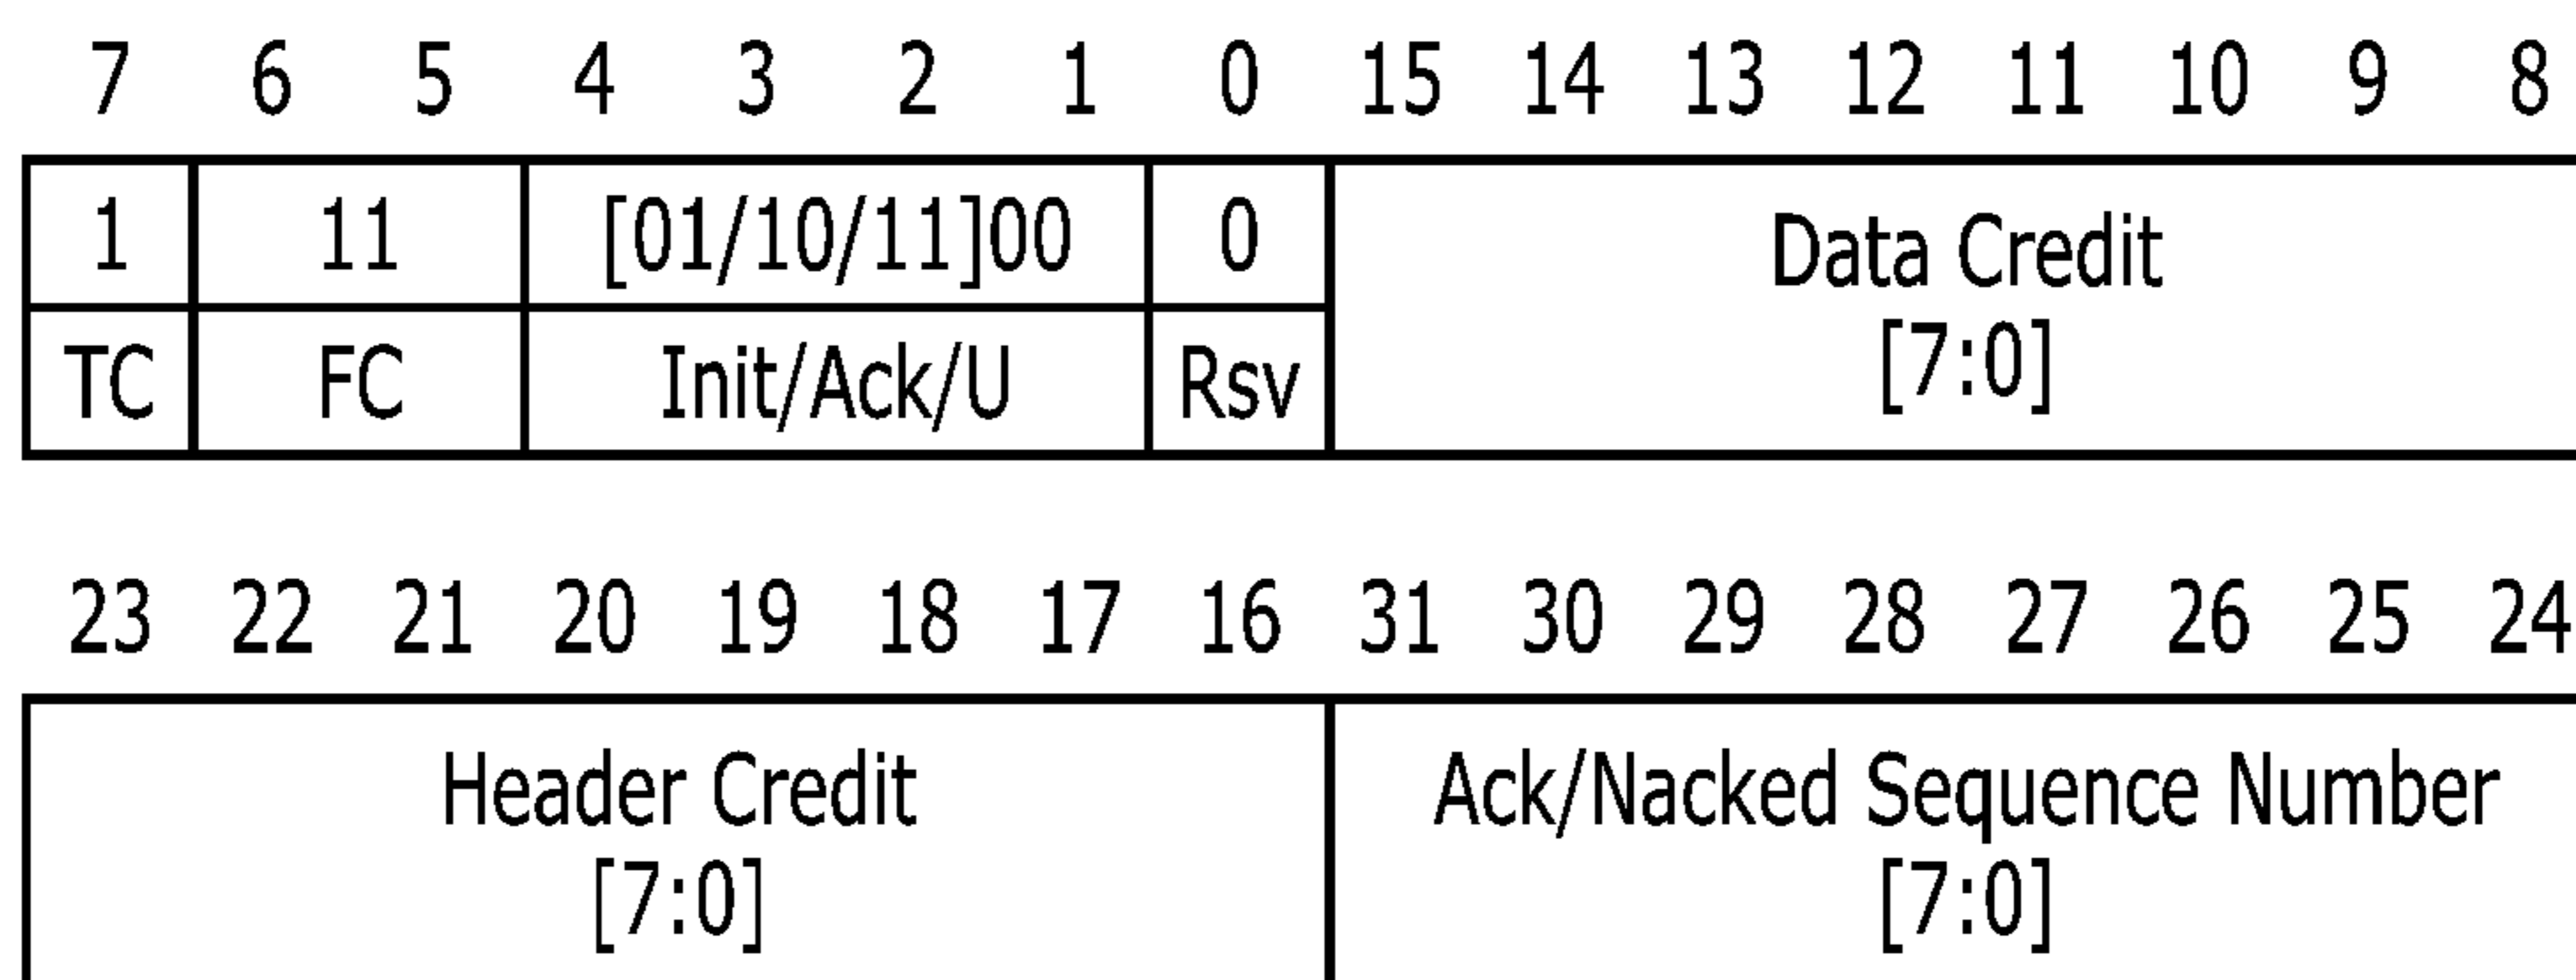 7 6 5 4 3 2 1 0 15 14 13 12 11 10 9 8
1 11 [01/10/11]00 0
Data Credit
[7:0]
TC FC Init/Ack/U Rsv
23 22 21 20 19 18 17 16 31 30 29 28 27 26 25 24
Header Credit
[7:0]
Ack/Nacked Sequence Number
[7:0]